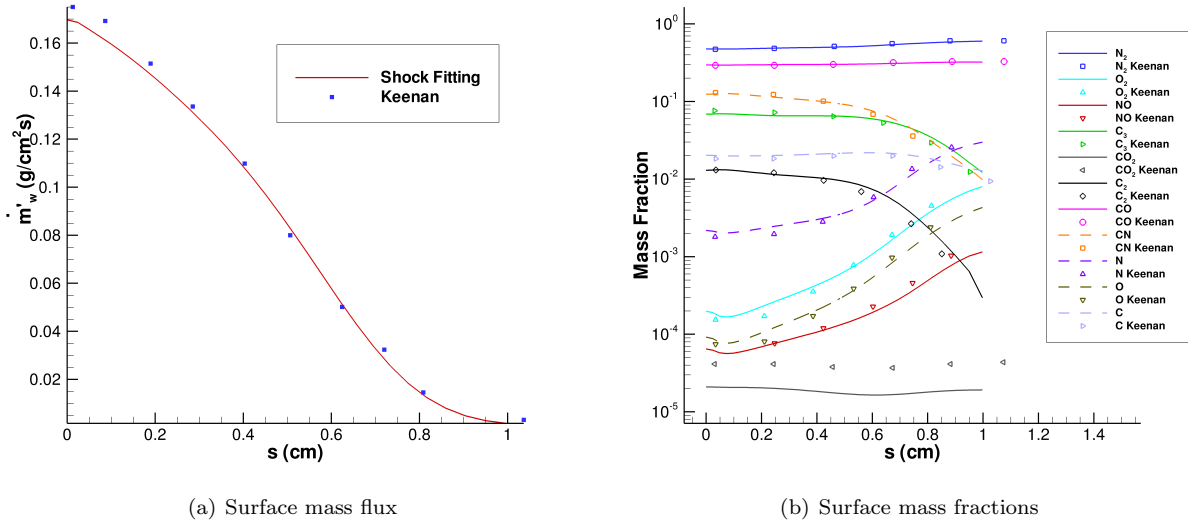 ṁ'w (g/cm²s)
0.16
0.14
0.12
0.1
0.08
0.06
0.04
0.02
0
0.2
0.4
0.6
0.8
1
s (cm)
Shock Fitting
Keenan
(a) Surface mass flux
Mass Fraction
10⁰
10⁻¹
10⁻²
10⁻³
10⁻⁴
10⁻⁵
0
0.2
0.4
0.6
0.8
1
1.2
1.4
s (cm)
N₂
N₂ Keenan
O₂
O₂ Keenan
NO
NO Keenan
C₃
C₃ Keenan
CO₂
CO₂ Keenan
C₂
C₂ Keenan
CO
CO Keenan
CN
CN Keenan
N
N Keenan
O
O Keenan
C
C Keenan
(b) Surface mass fractions